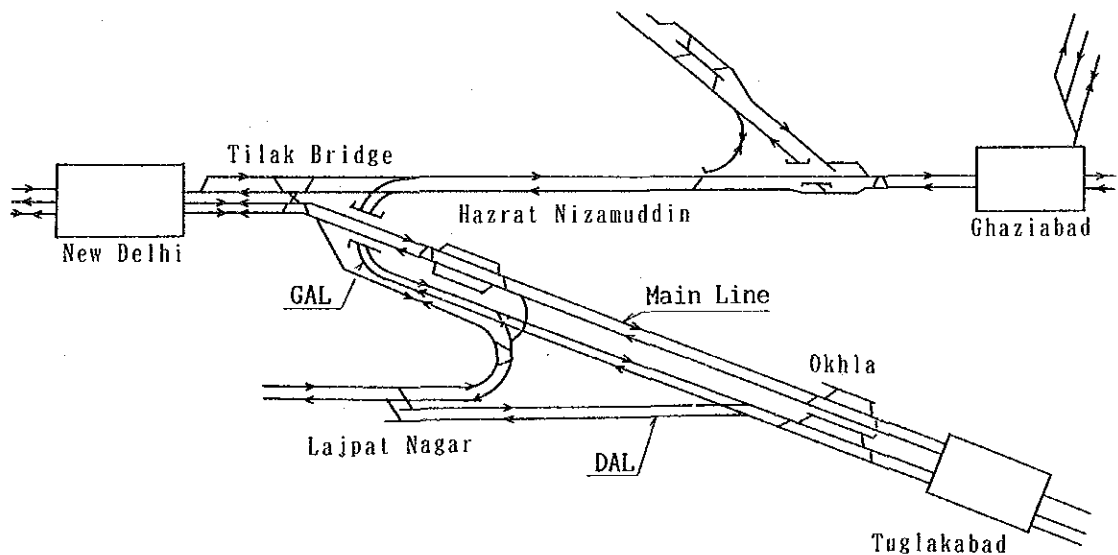 Tilak Bridge
Hazrat Nizamuddin
Ghaziabad
New Delhi
GAL
Main Line
Okhla
Lajpat Nagar
DAL
Tuglakabad